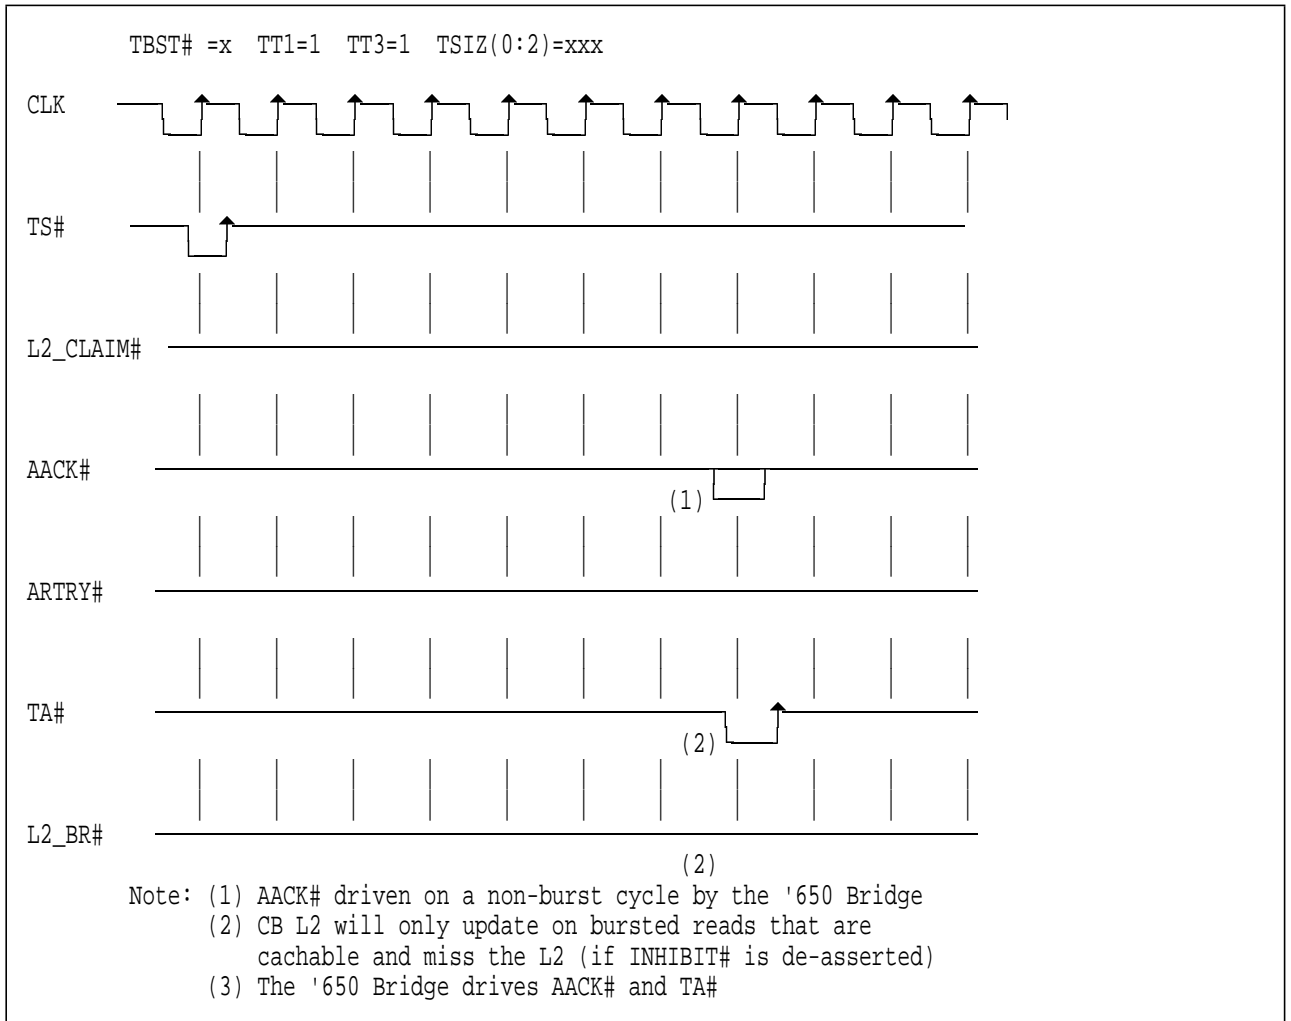 TBST# =x TT1=1 TT3=1 TSIZ(0:2)=xxx
CLK
TS#
L2_CLAIM#
AACK#
(1)
ARTRY#
TA#
(2)
L2_BR#
(2)
Note: (1) AACK# driven on a non-burst cycle by the '650 Bridge
(2) CB L2 will only update on bursted reads that are
cachable and miss the L2 (if INHIBIT# is de-asserted)
(3) The '650 Bridge drives AACK# and TA#